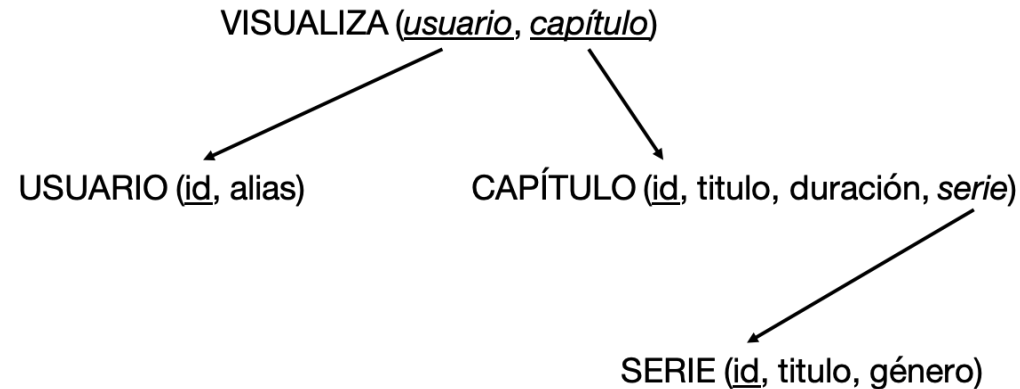 VISUALIZA (usuario, capítulo)
USUARIO (id, alias)
CAPÍTULO (id, titulo, duración, serie)
SERIE (id, titulo, género)